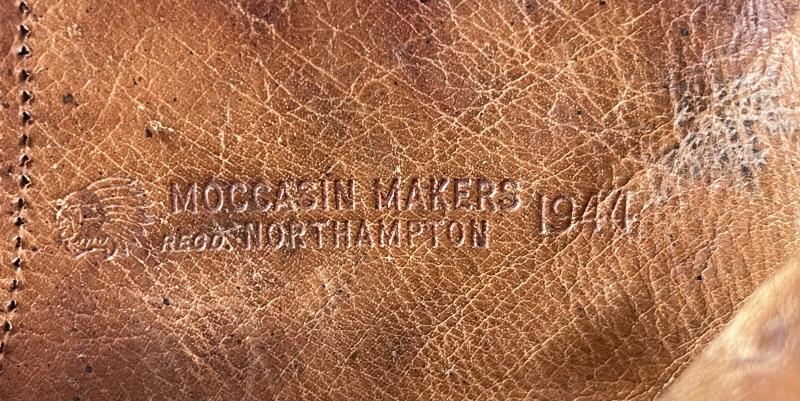 MOCCASIN MAKERS 1944
REGD. NORTHAMPTON